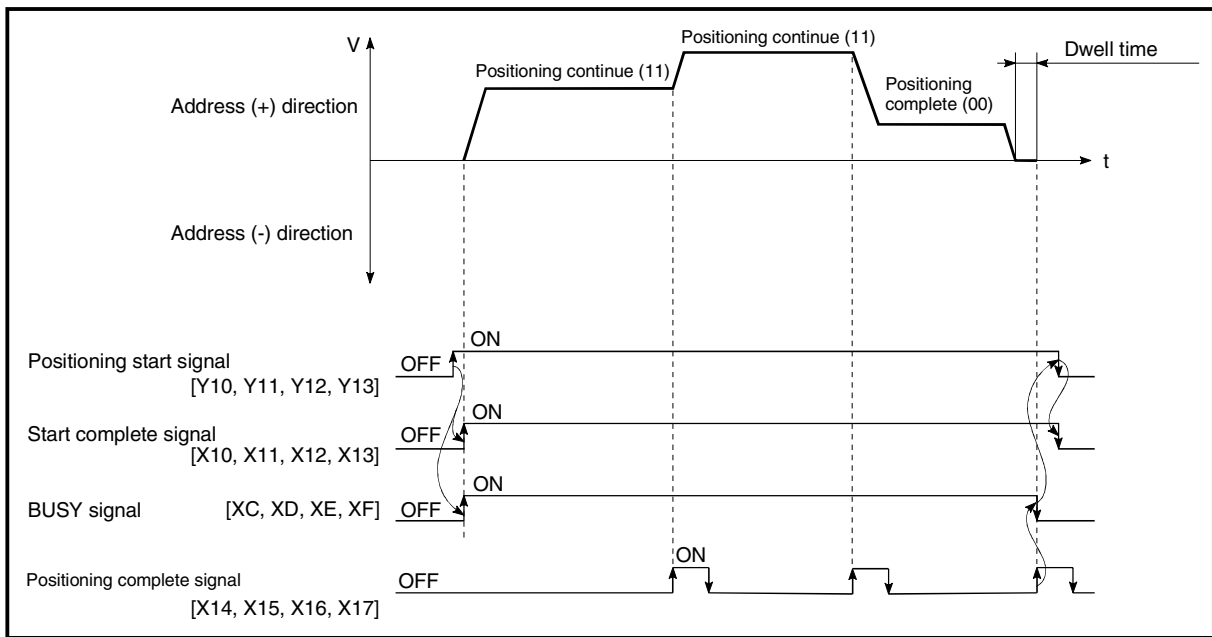 V
Positioning continue (11)
Dwell time
Positioning continue (11)
Address (+) direction
Positioning
complete (00)
t
Address (-) direction
ON
Positioning start signal
OFF
[Y10, Y11, Y12, Y13]
ON
Start complete signal
OFF
[X10, X11, X12, X13]
ON
BUSY signal
[XC, XD, XE, XF]
OFF
ON
Positioning complete signal
OFF
[X14, X15, X16, X17]